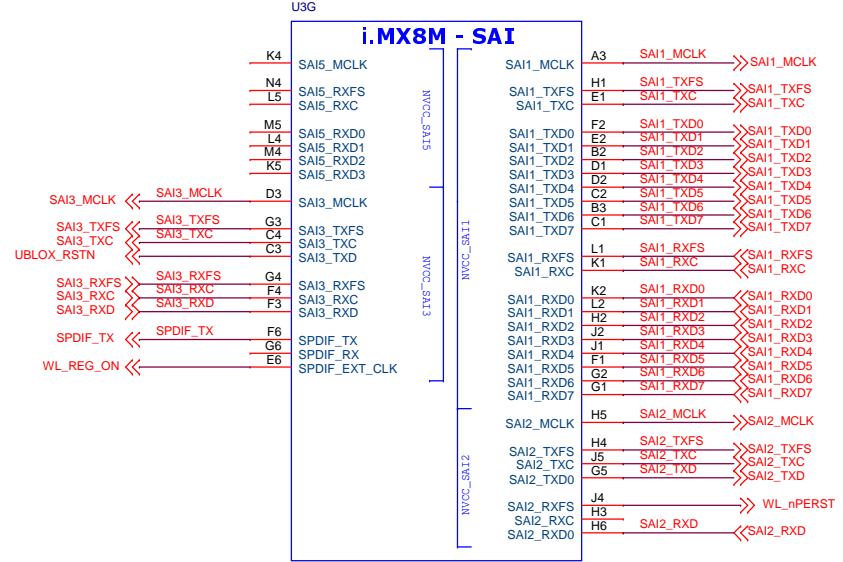 U3G
i.MX8M - SAI
K4 SAI5_MCLK
N4 SAI5_RXFS
L5 SAI5_RXC
M5 SAI5_RXD0
L4 SAI5_RXD1
M4 SAI5_RXD2
K5 SAI5_RXD3
SAI3_MCLK SAI3_MCLK D3 SAI3_MCLK
SAI3_TXFS SAI3_TXFS G3 SAI3_TXFS
SAI3_TXC SAI3_TXC C4 SAI3_TXC
UBLOX_RSTN C3 SAI3_TXD
SAI3_RXFS SAI3_RXFS G4 SAI3_RXFS
SAI3_RXC SAI3_RXC F4 SAI3_RXC
SAI3_RXD SAI3_RXD F3 SAI3_RXD
SPDIF_TX SPDIF_TX F6 SPDIF_TX
G6 SPDIF_RX
WL_REG_ON E6 SPDIF_EXT_CLK
NVCC_SAI5
NVCC_SAI3
NVCC_SAI1
NVCC_SAI2
SAI1_MCLK A3 SAI1_MCLK SAI1_MCLK
SAI1_TXFS H1 SAI1_TXFS SAI1_TXFS
SAI1_TXC E1 SAI1_TXC SAI1_TXC
SAI1_TXD0 F2 SAI1_TXD0 SAI1_TXD0
SAI1_TXD1 E2 SAI1_TXD1 SAI1_TXD1
SAI1_TXD2 B2 SAI1_TXD2 SAI1_TXD2
SAI1_TXD3 D1 SAI1_TXD3 SAI1_TXD3
SAI1_TXD4 D2 SAI1_TXD4 SAI1_TXD4
SAI1_TXD5 C2 SAI1_TXD5 SAI1_TXD5
SAI1_TXD6 B3 SAI1_TXD6 SAI1_TXD6
SAI1_TXD7 C1 SAI1_TXD7 SAI1_TXD7
SAI1_RXFS L1 SAI1_RXFS SAI1_RXFS
SAI1_RXC K1 SAI1_RXC SAI1_RXC
SAI1_RXD0 K2 SAI1_RXD0 SAI1_RXD0
SAI1_RXD1 L2 SAI1_RXD1 SAI1_RXD1
SAI1_RXD2 H2 SAI1_RXD2 SAI1_RXD2
SAI1_RXD3 J2 SAI1_RXD3 SAI1_RXD3
SAI1_RXD4 J1 SAI1_RXD4 SAI1_RXD4
SAI1_RXD5 F1 SAI1_RXD5 SAI1_RXD5
SAI1_RXD6 G2 SAI1_RXD6 SAI1_RXD6
SAI1_RXD7 G1 SAI1_RXD7 SAI1_RXD7
SAI2_MCLK H5 SAI2_MCLK SAI2_MCLK
SAI2_TXFS H4 SAI2_TXFS SAI2_TXFS
SAI2_TXC J5 SAI2_TXC SAI2_TXC
SAI2_TXD0 G5 SAI2_TXD SAI2_TXD
SAI2_RXFS J4 WL_nPERST
SAI2_RXC H3
SAI2_RXD0 H6 SAI2_RXD SAI2_RXD